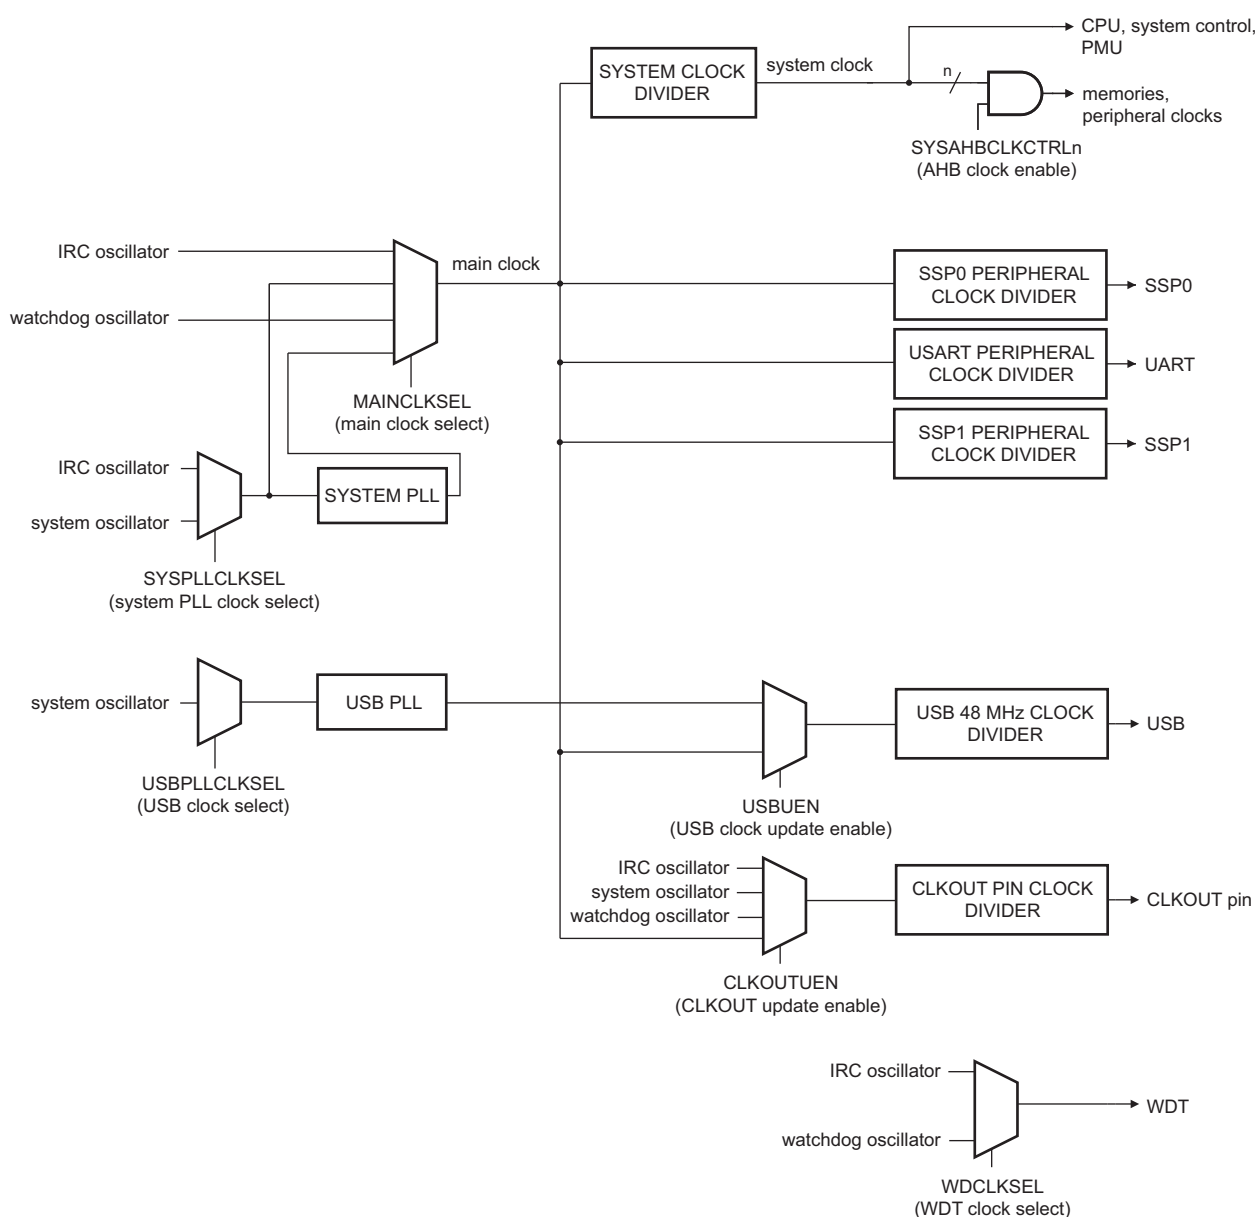 CPU, system control,
PMU
SYSTEM CLOCK
DIVIDER
system clock
n
memories,
peripheral clocks
SYSAHBCLKCTRLn
(AHB clock enable)
IRC oscillator
main clock
watchdog oscillator
MAINCLKSEL
(main clock select)
SSP0 PERIPHERAL
CLOCK DIVIDER
SSP0
USART PERIPHERAL
CLOCK DIVIDER
UART
SSP1 PERIPHERAL
CLOCK DIVIDER
SSP1
IRC oscillator
system oscillator
SYSTEM PLL
SYSPLLCLKSEL
(system PLL clock select)
system oscillator
USB PLL
USBPLLCLKSEL
(USB clock select)
USB 48 MHz CLOCK
DIVIDER
USB
USBUEN
(USB clock update enable)
IRC oscillator
system oscillator
watchdog oscillator
CLKOUT PIN CLOCK
DIVIDER
CLKOUT pin
CLKOUTUEN
(CLKOUT update enable)
IRC oscillator
watchdog oscillator
WDT
WDCLKSEL
(WDT clock select)